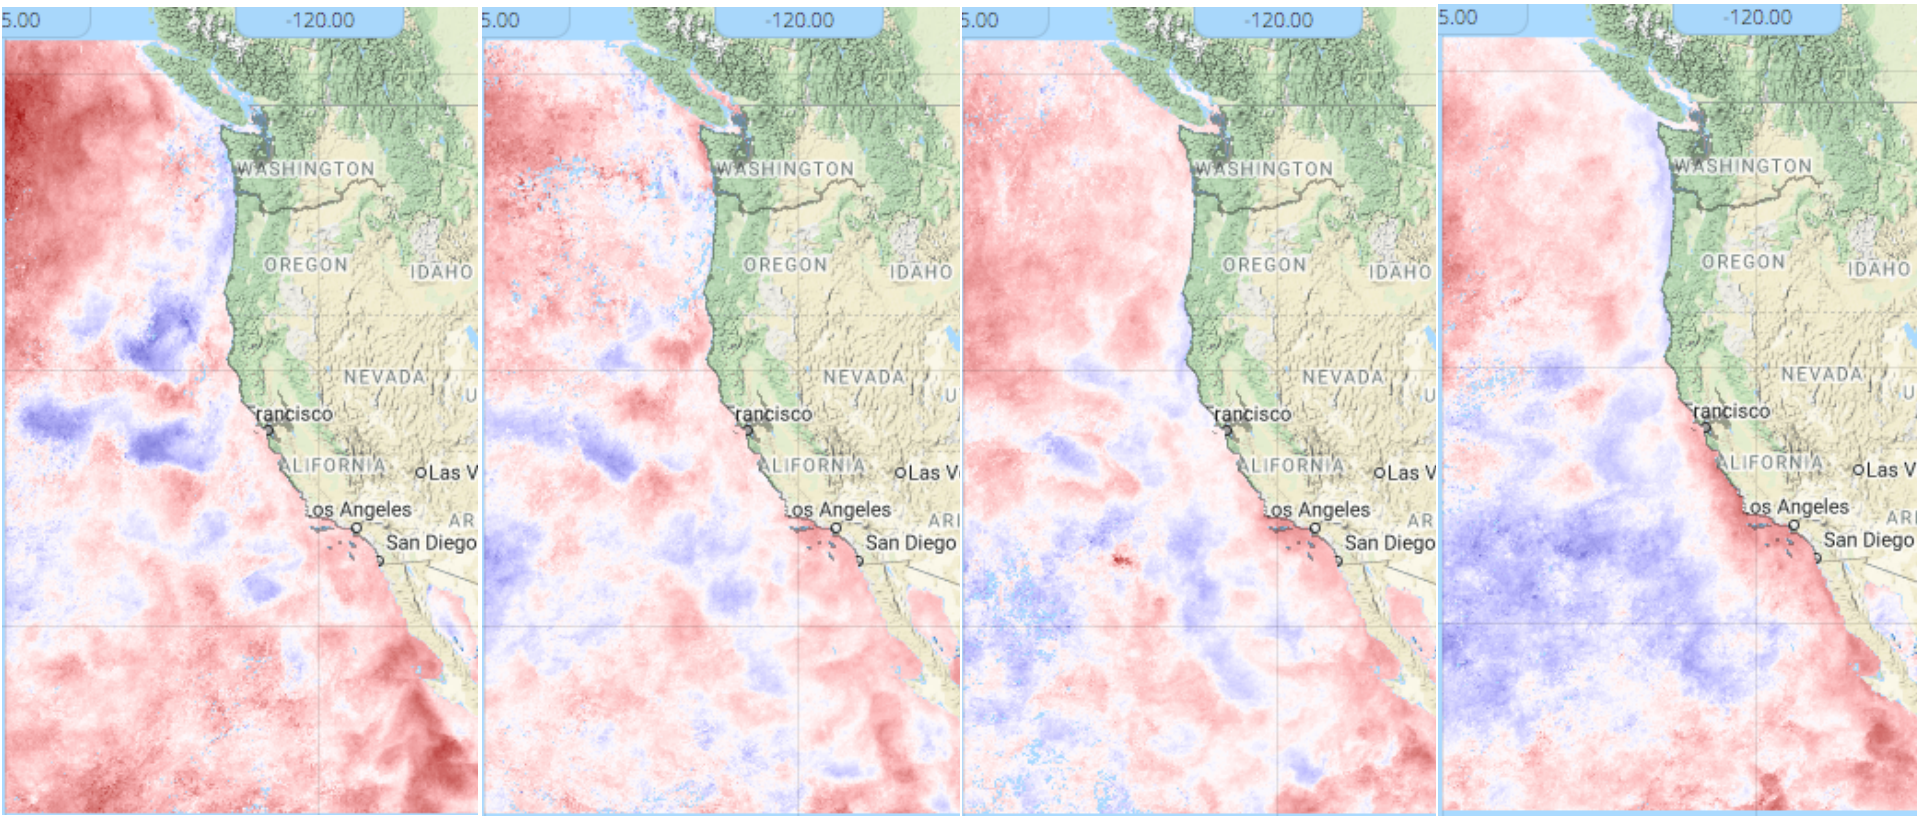 5.00 -120.00 5.00 -120.00 5.00 -120.00 5.00 -120.00
WASHINGTON WASHINGTON WASHINGTON WASHINGTON
OREGON IDAHO OREGON IDAHO OREGON IDAHO OREGON IDAHO
NEVADA NEVADA NEVADA NEVADA
U U U U
rancisco rancisco rancisco rancisco
ALIFORNIA Las V ALIFORNIA Las V ALIFORNIA Las V ALIFORNIA Las V
os Angeles AR os Angeles ARI os Angeles AR os Angeles ARI
San Diego San Diego San Diego San Diego